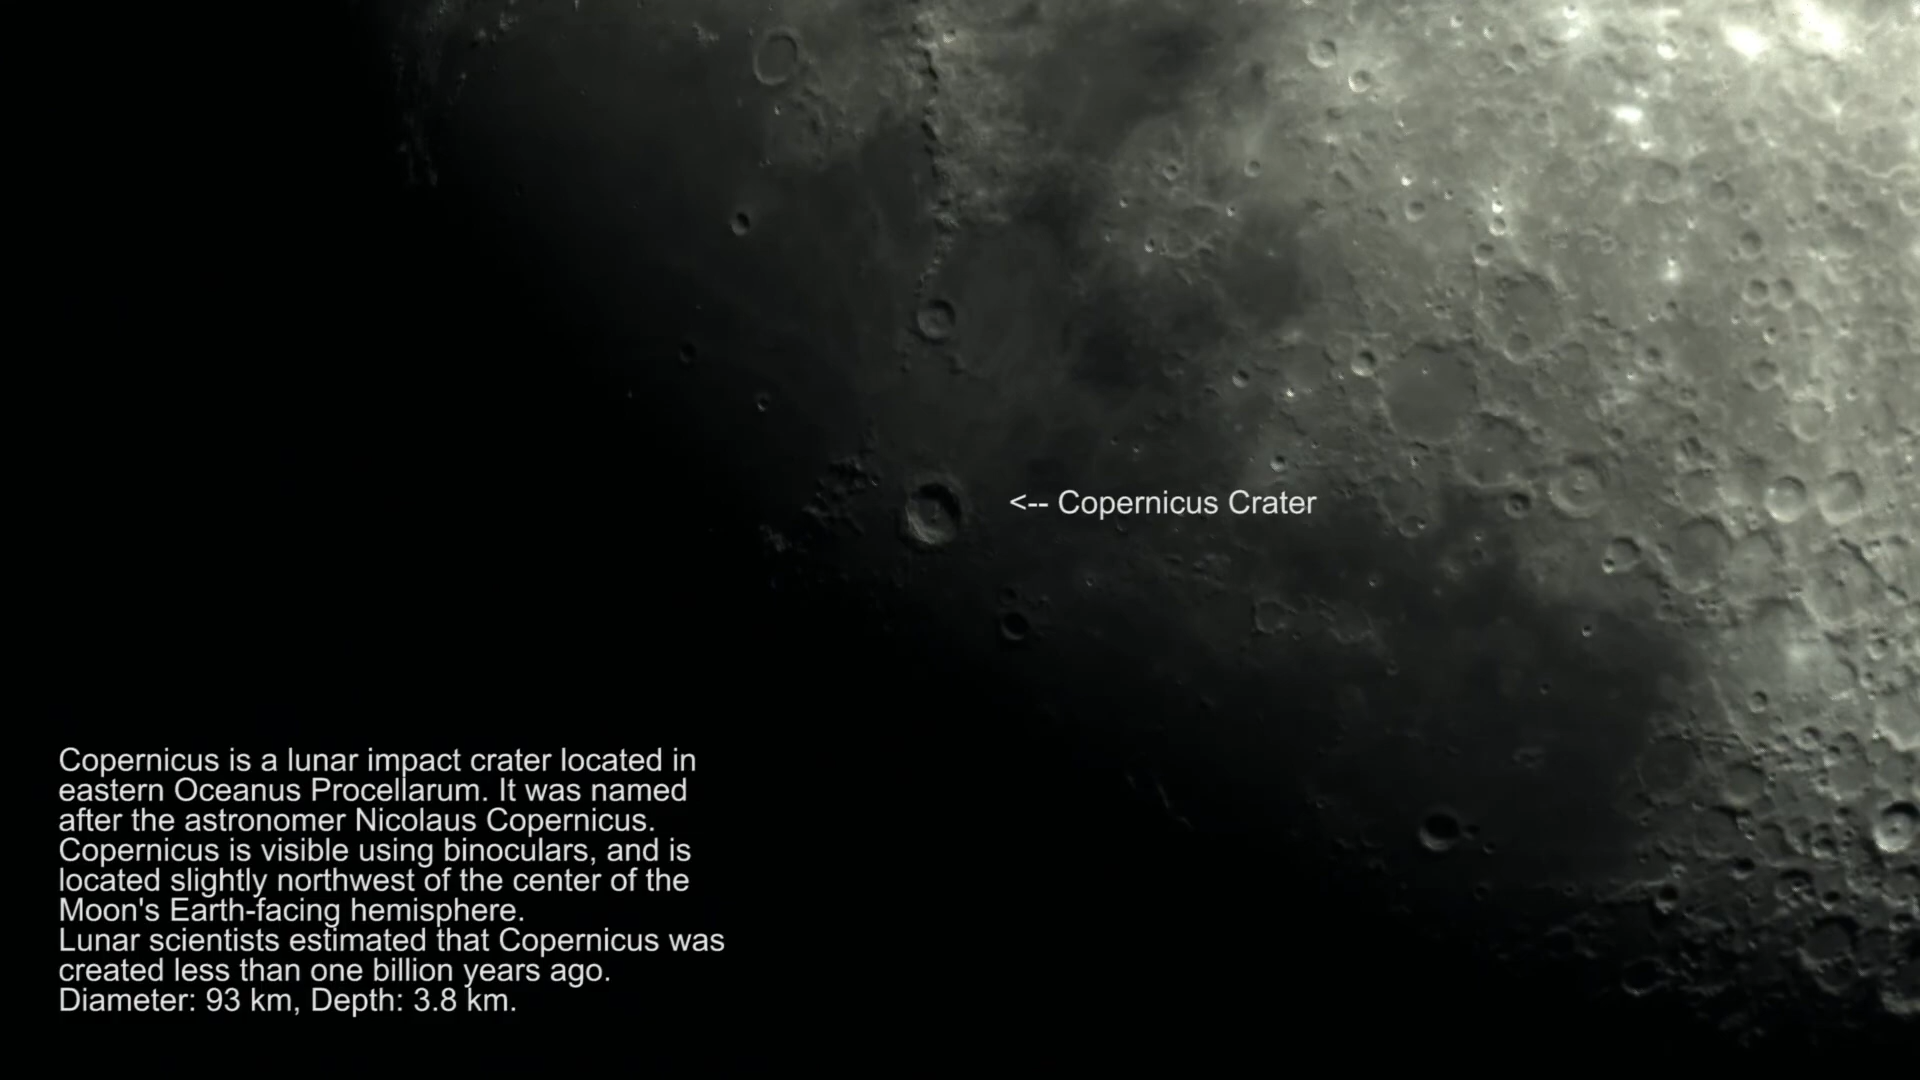 <-- Copernicus Crater
Copernicus is a lunar impact crater located in
eastern Oceanus Procellarum. It was named
after the astronomer Nicolaus Copernicus.
Copernicus is visible using binoculars, and is
located slightly northwest of the center of the
Moon's Earth-facing hemisphere.
Lunar scientists estimated that Copernicus was
created less than one billion years ago.
Diameter: 93 km, Depth: 3.8 km.